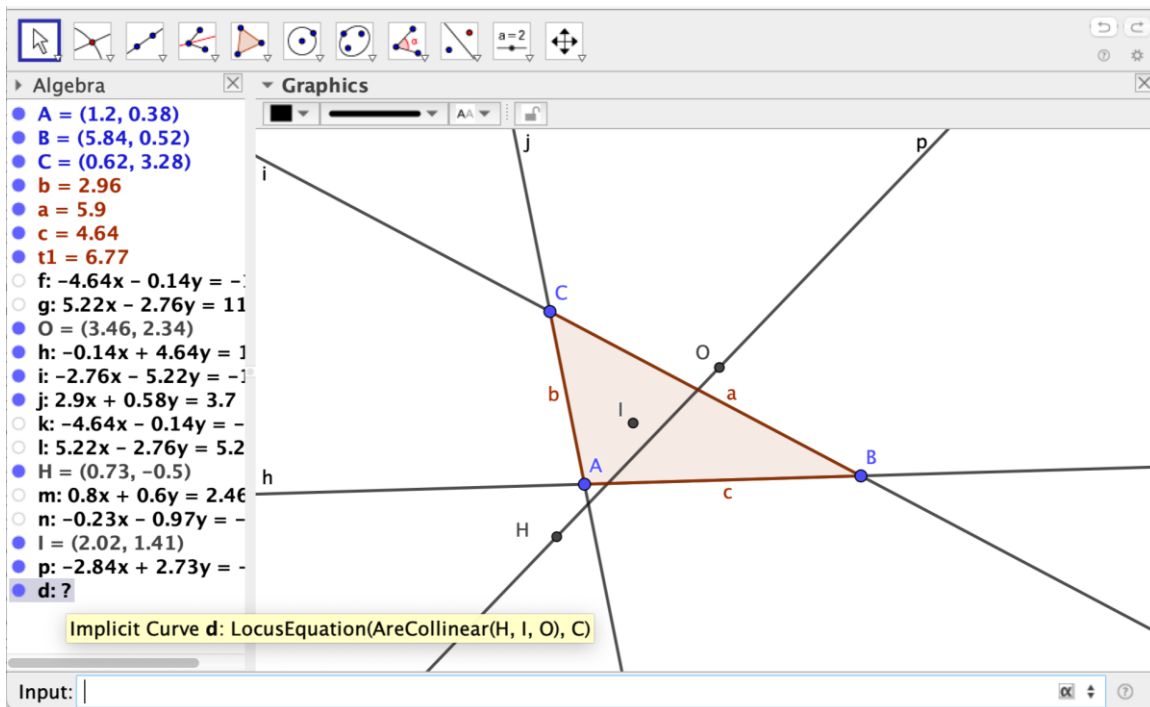 a=2
Algebra
Graphics
A = (1.2, 0.38)
B = (5.84, 0.52)
C = (0.62, 3.28)
b = 2.96
a = 5.9
c = 4.64
t1 = 6.77
f: -4.64x - 0.14y = -
g: 5.22x - 2.76y = 11
O = (3.46, 2.34)
h: -0.14x + 4.64y = 1
i: -2.76x - 5.22y = -1
j: 2.9x + 0.58y = 3.7
k: -4.64x - 0.14y = -
l: 5.22x - 2.76y = 5.2
H = (0.73, -0.5)
m: 0.8x + 0.6y = 2.46
n: -0.23x - 0.97y = -
I = (2.02, 1.41)
p: -2.84x + 2.73y = -
d: ?
Implicit Curve d: LocusEquation(AreCollinear(H, I, O), C)
AA
j
p
i
C
O
b
a
I
A
B
h
c
H
Input:
α